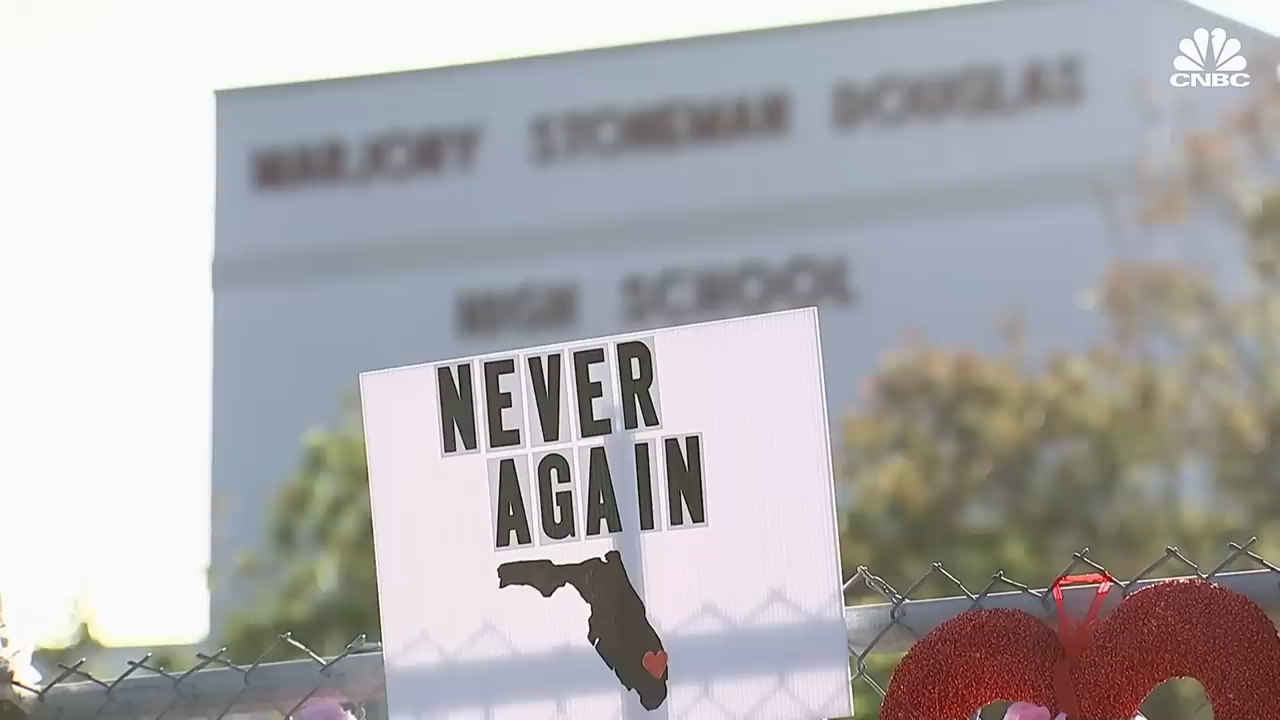 CNBC
MARJORY STONEMAN DOUGLAS
HIGH SCHOOL
NEVER
AGAIN